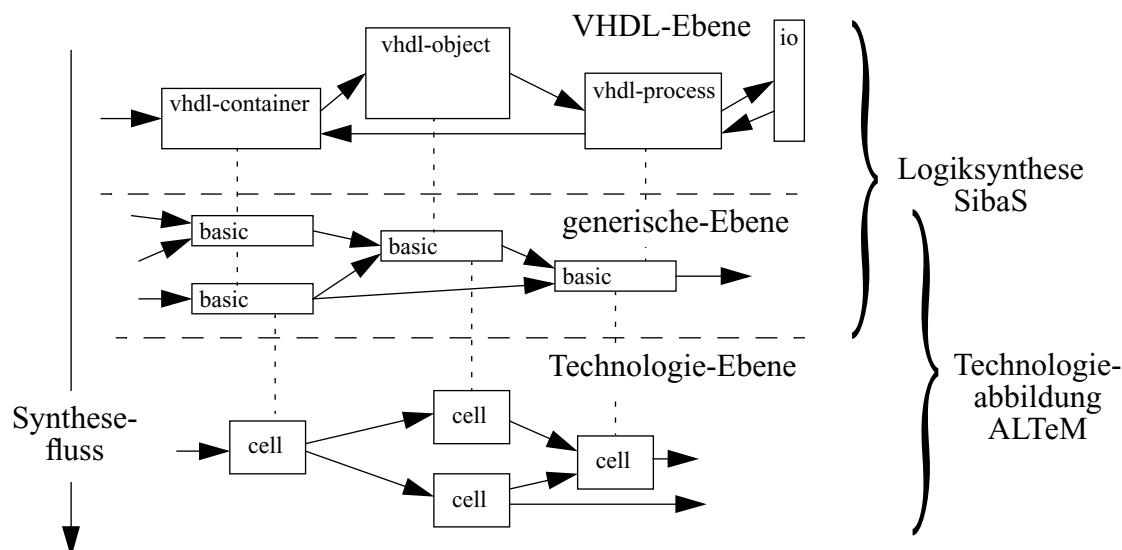 VHDL-Ebene
io
vhdl-object
vhdl-container
vhdl-process
Logiksynthese
SibaS
generische-Ebene
basic
basic
basic
basic
Technologie-Ebene
Technologie-
abbildung
ALTeM
Synthese-
fluss
cell
cell
cell
cell